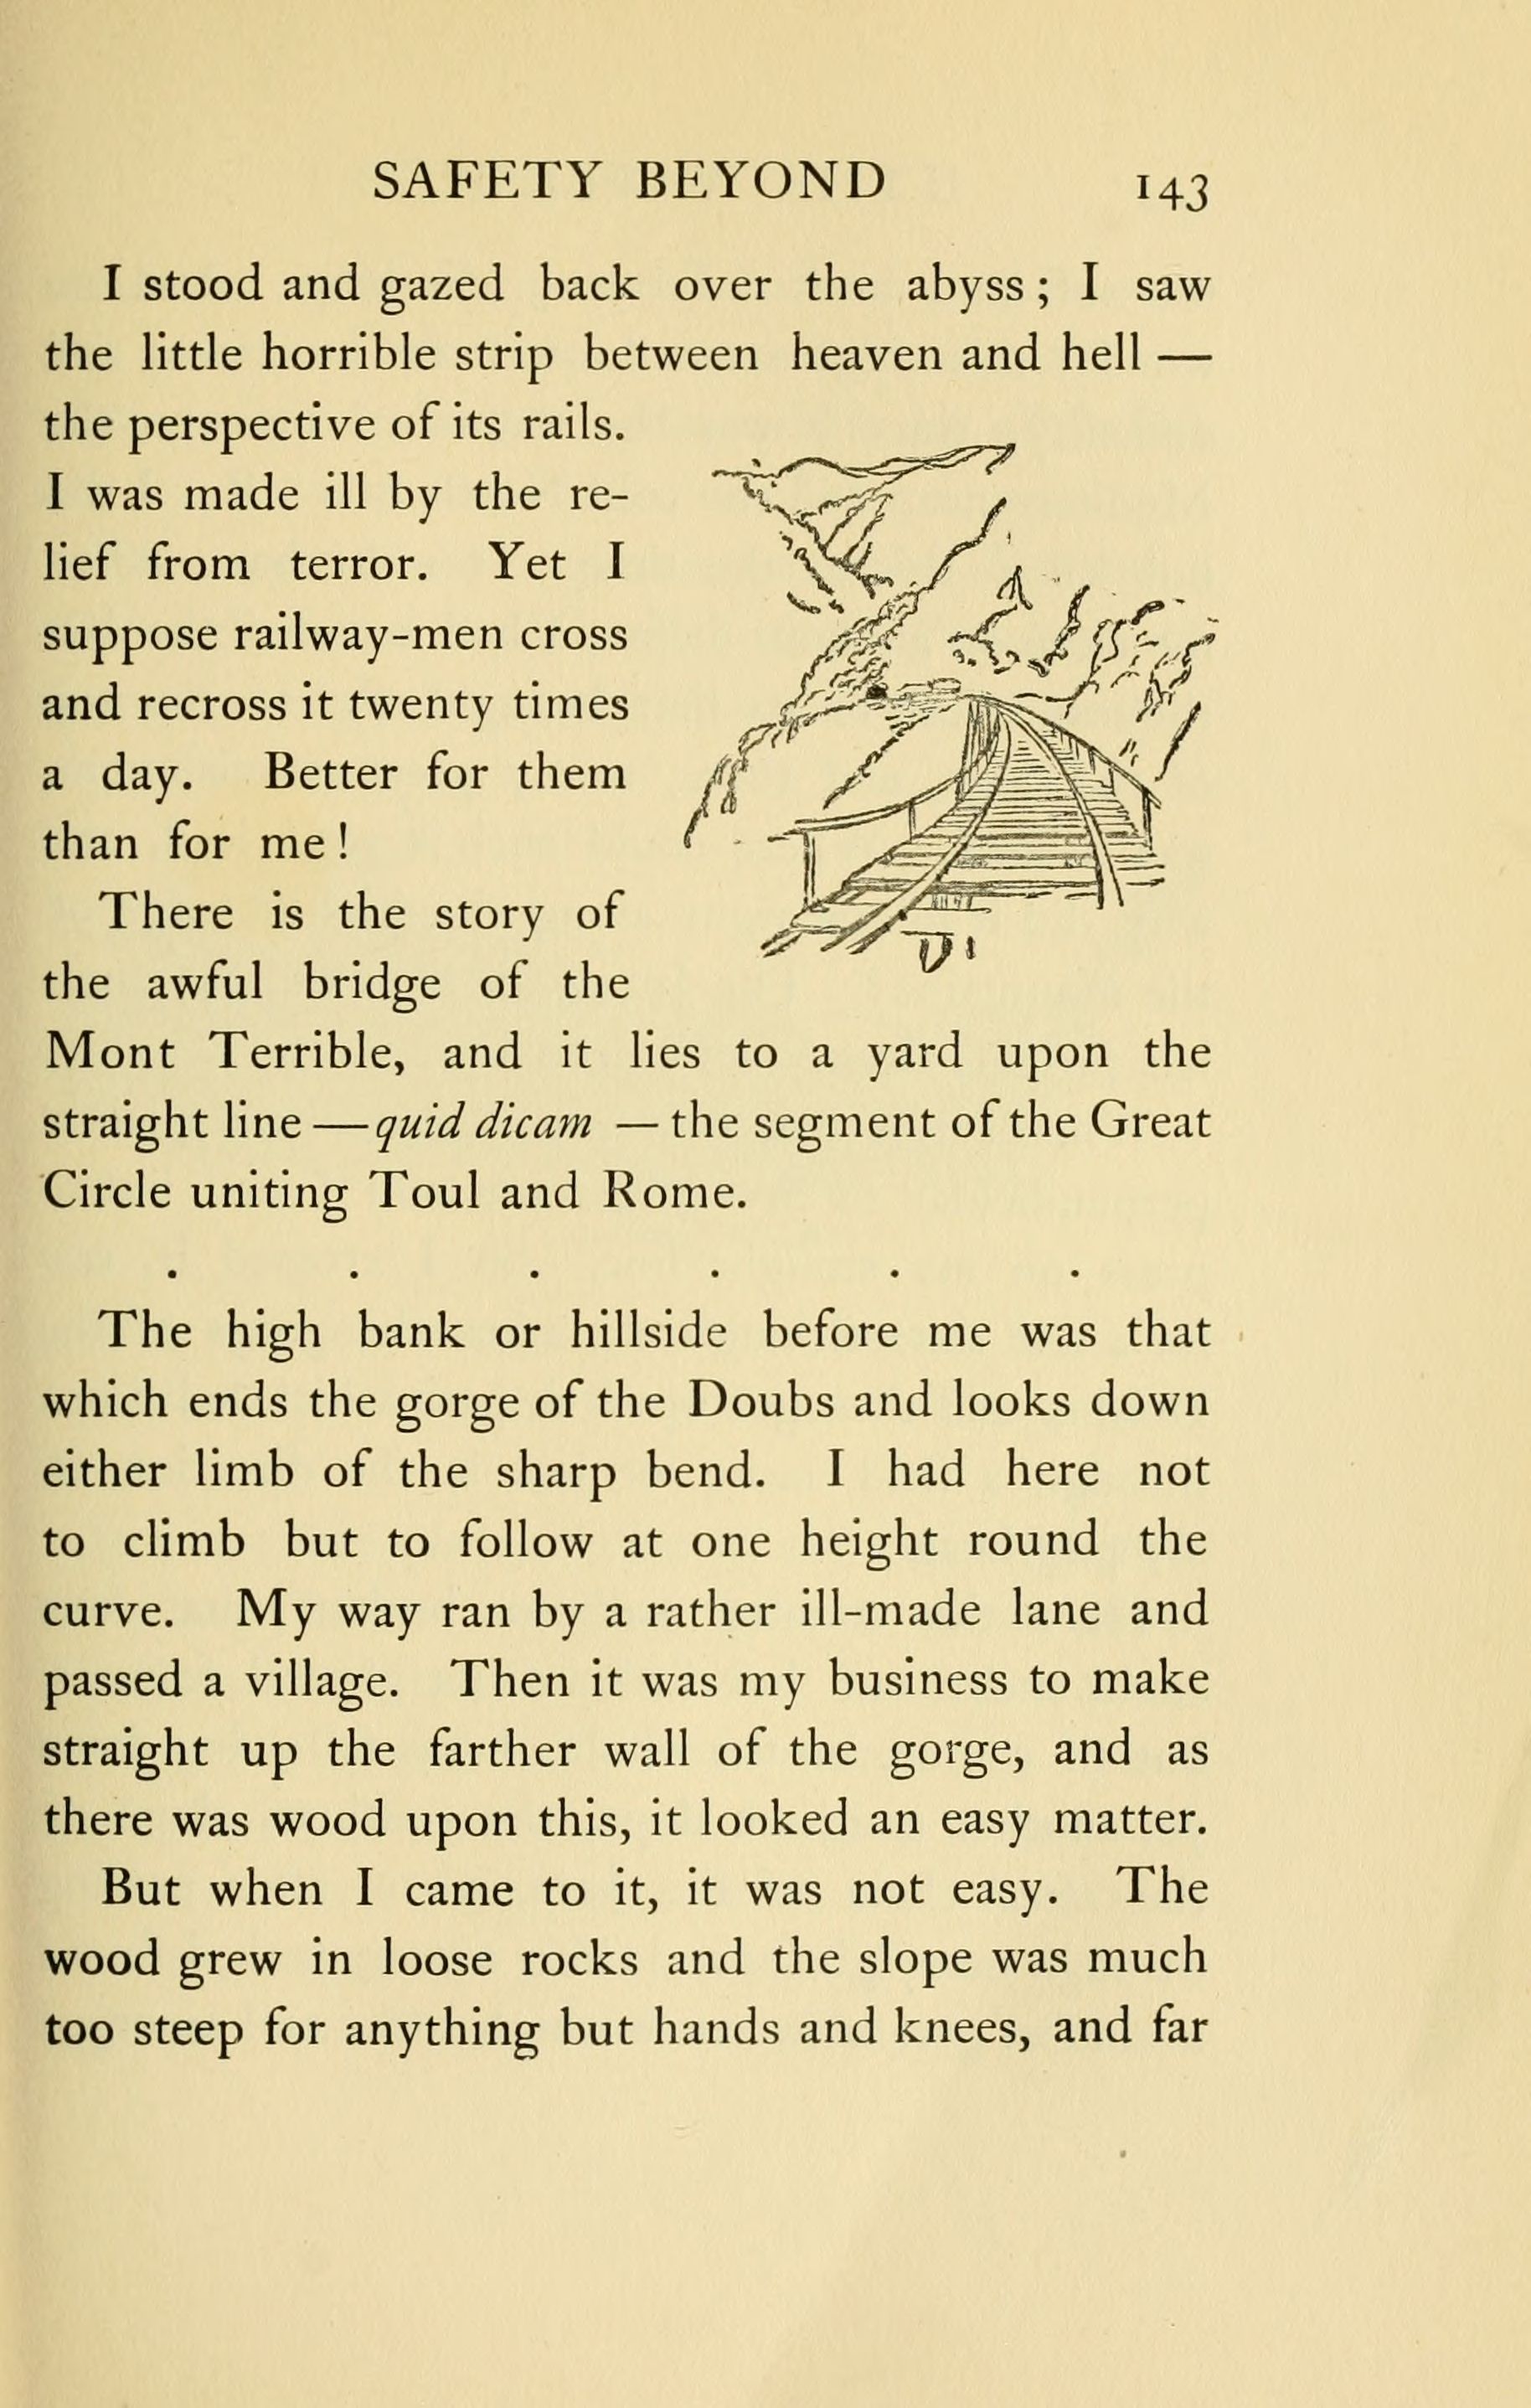 SAFETY BEYOND 143
I stood and gazed back over the abyss; I saw
the little horrible strip between heaven and hell —
the perspective of its rails.
I was made ill by the re-
lief from terror. Yet I
suppose railway-men cross
and recross it twenty times
a day. Better for them
than for me!
There is the story of
the awful bridge of the
Mont Terrible, and it lies to a yard upon the
straight line — quid dicam — the segment of the Great
Circle uniting Toul and Rome.
. . . . . .
The high bank or hillside before me was that
which ends the gorge of the Doubs and looks down
either limb of the sharp bend. I had here not
to climb but to follow at one height round the
curve. My way ran by a rather ill-made lane and
passed a village. Then it was my business to make
straight up the farther wall of the gorge, and as
there was wood upon this, it looked an easy matter.
But when I came to it, it was not easy. The
wood grew in loose rocks and the slope was much
too steep for anything but hands and knees, and far